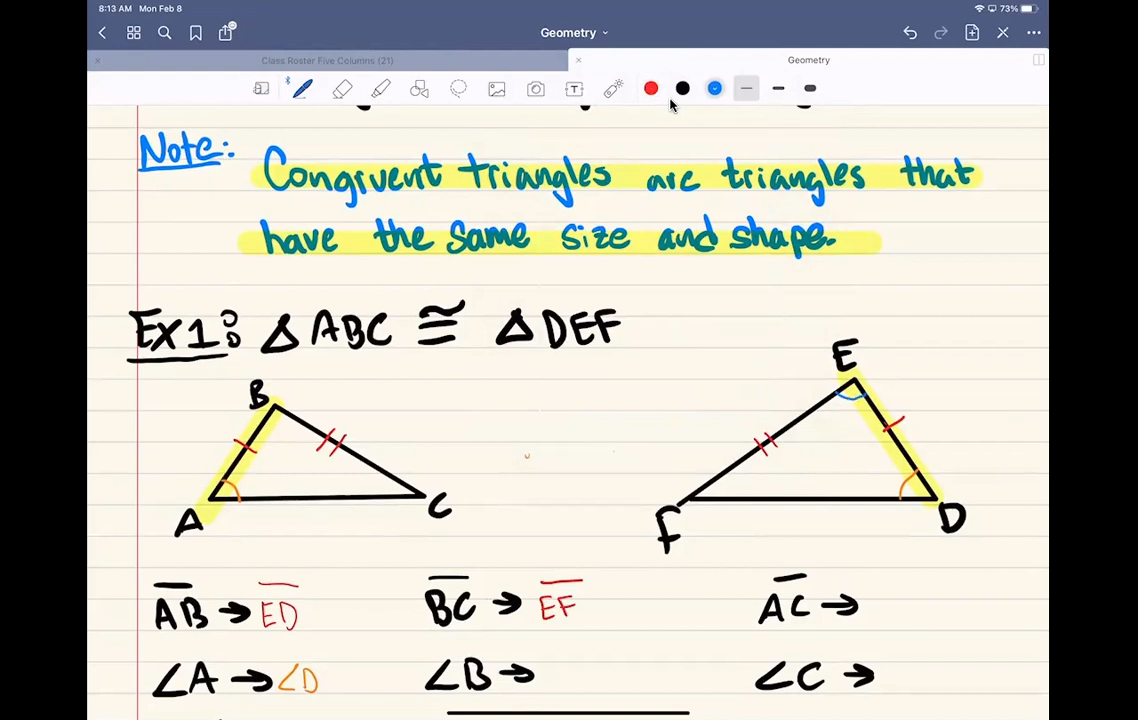 8:13 AM Mon Feb 8
73%
Geometry
Class Roster Five Columns (21)
Geometry
Note:
Congruent triangles are triangles that
have the same size and shape.
Ex1: △ABC ≅ △DEF
B
E
A
C
F
D
AB → ED BC → EF AC →
∠A → ∠D ∠B → ∠C →